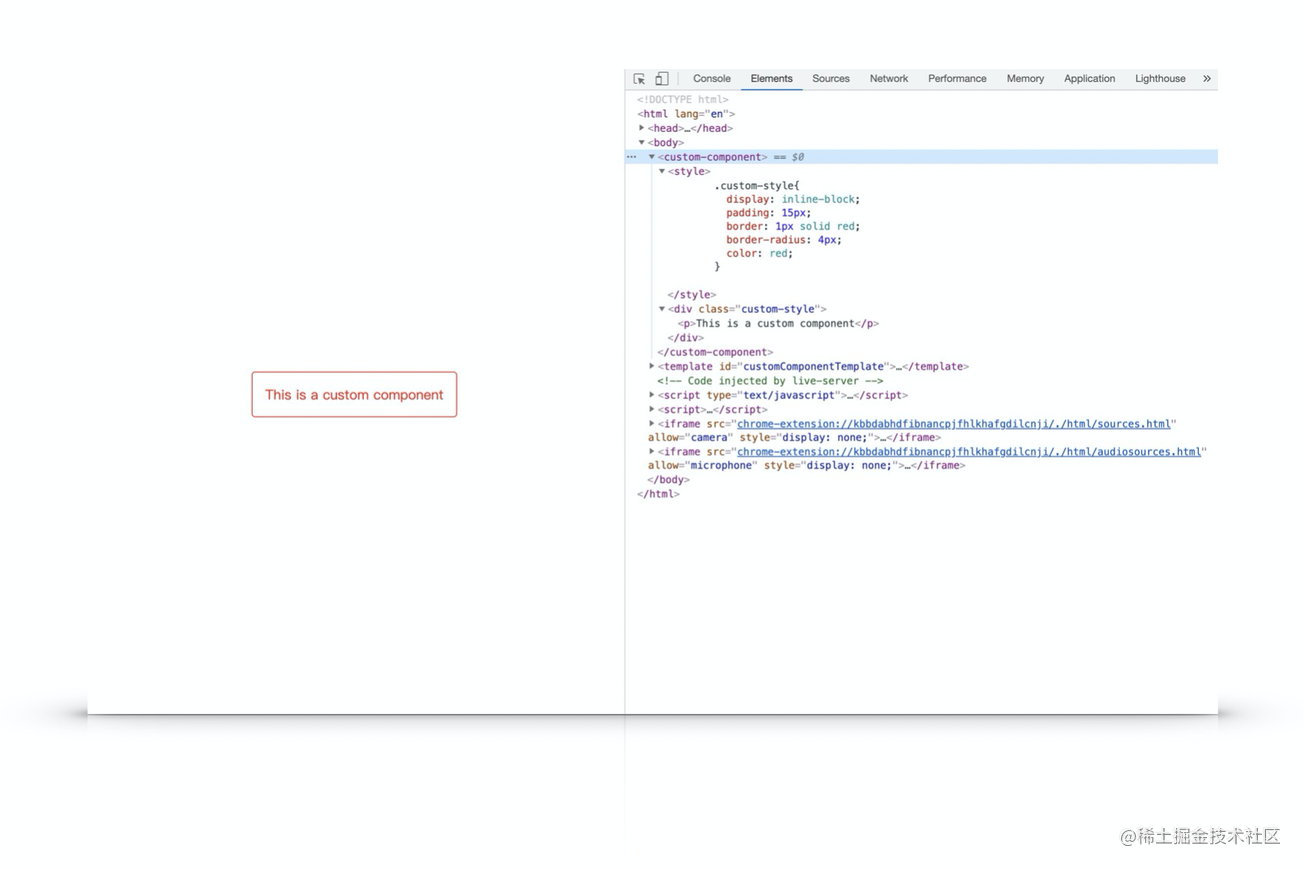 Console Elements Sources Network Performance Memory Application Lighthouse »
<!DOCTYPE html>
<html lang="en">
<head>…</head>
<body>
… <custom-component> == $0
<style>
.custom-style{
display: inline-block;
padding: 15px;
border: 1px solid red;
border-radius: 4px;
color: red;
}
</style>
<div class="custom-style">
<p>This is a custom component</p>
</div>
</custom-component>
<template id="customComponentTemplate">…</template>
<!-- Code injected by live-server -->
<script type="text/javascript">…</script>
<script>…</script>
<iframe src="chrome-extension://kbbdabhdfibnancpjfhlkhafgdilcnji/./html/sources.html"
allow="camera" style="display: none;">…</iframe>
<iframe src="chrome-extension://kbbdabhdfibnancpjfhlkhafgdilcnji/./html/audiosources.html"
allow="microphone" style="display: none;">…</iframe>
</body>
</html>
This is a custom component
@稀土掘金技术社区